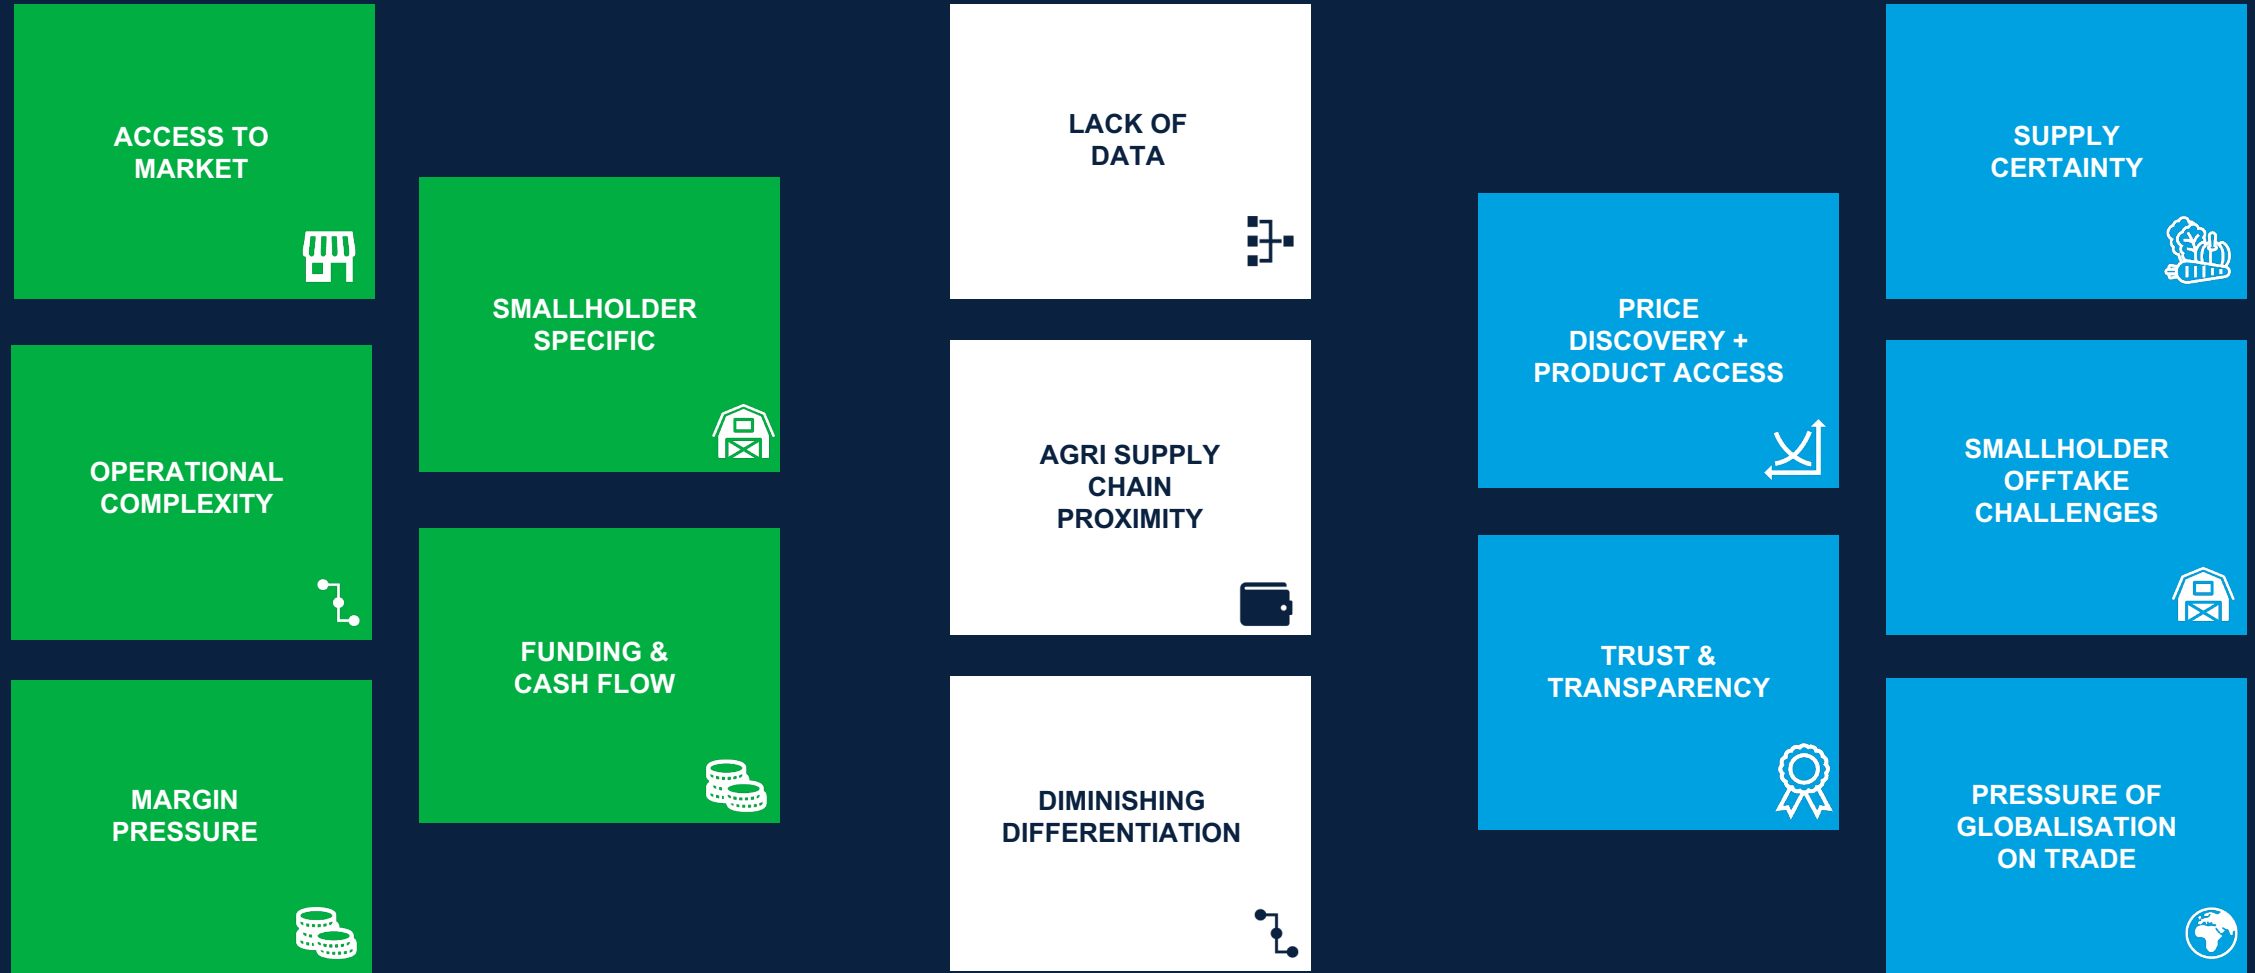 ACCESS TO
MARKET
OPERATIONAL
COMPLEXITY
MARGIN
PRESSURE
SMALLHOLDER
SPECIFIC
FUNDING &
CASH FLOW
LACK OF
DATA
AGRI SUPPLY
CHAIN
PROXIMITY
DIMINISHING
DIFFERENTIATION
PRICE
DISCOVERY +
PRODUCT ACCESS
TRUST &
TRANSPARENCY
SUPPLY
CERTAINTY
SMALLHOLDER
OFFTAKE
CHALLENGES
PRESSURE OF
GLOBALISATION
ON TRADE